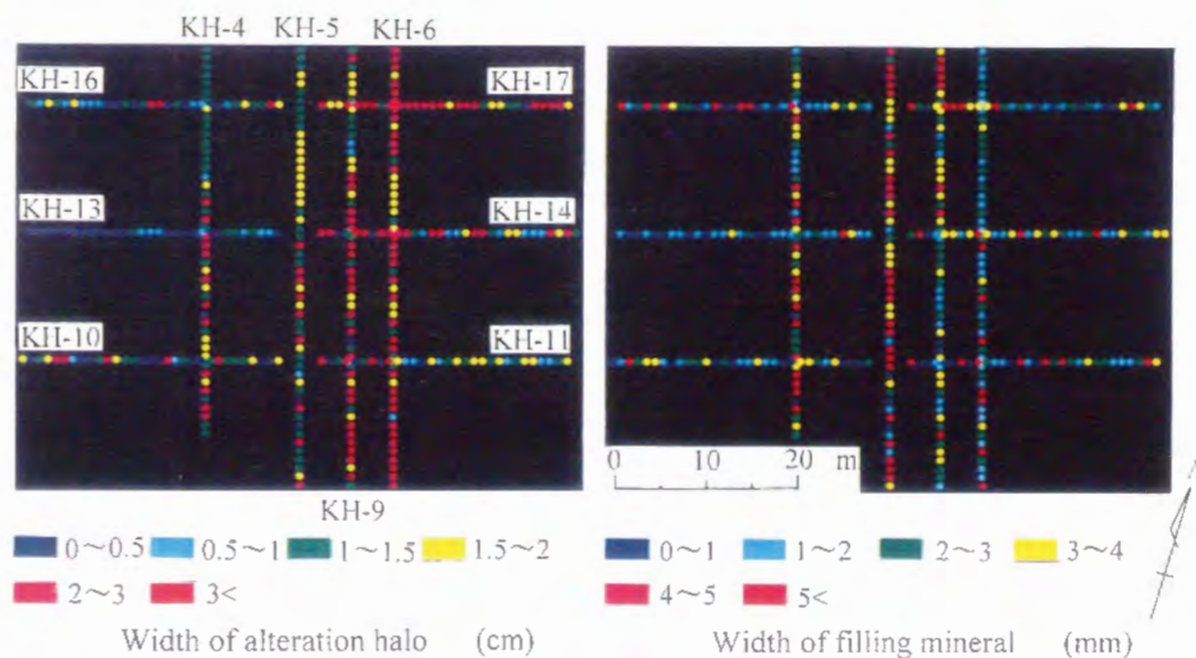 KH-4 KH-5 KH-6
KH-16 KH-17
KH-13 KH-14
KH-10 KH-11
0 10 20 m
KH-9
0~0.5 0.5~1 1~1.5 1.5~2
2~3 3<
Width of alteration halo (cm)
0~1 1~2 2~3 3~4
4~5 5<
Width of filling mineral (mm)